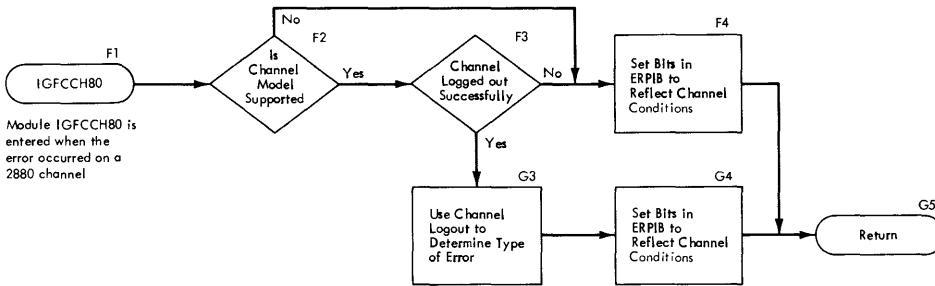 No
F1
IGFCCH80
Module IGFCCH80 is
entered when the
error occurred on a
2880 channel
F2
Is
Channel
Model
Supported
Yes
F3
Channel
Logged out
Successfully
No
Yes
F4
Set Bits in
ERPIB to
Reflect Channel
Conditions
G3
Use Channel
Logout to
Determine Type
of Error
G4
Set Bits in
ERPIB to
Reflect Channel
Conditions
G5
Return